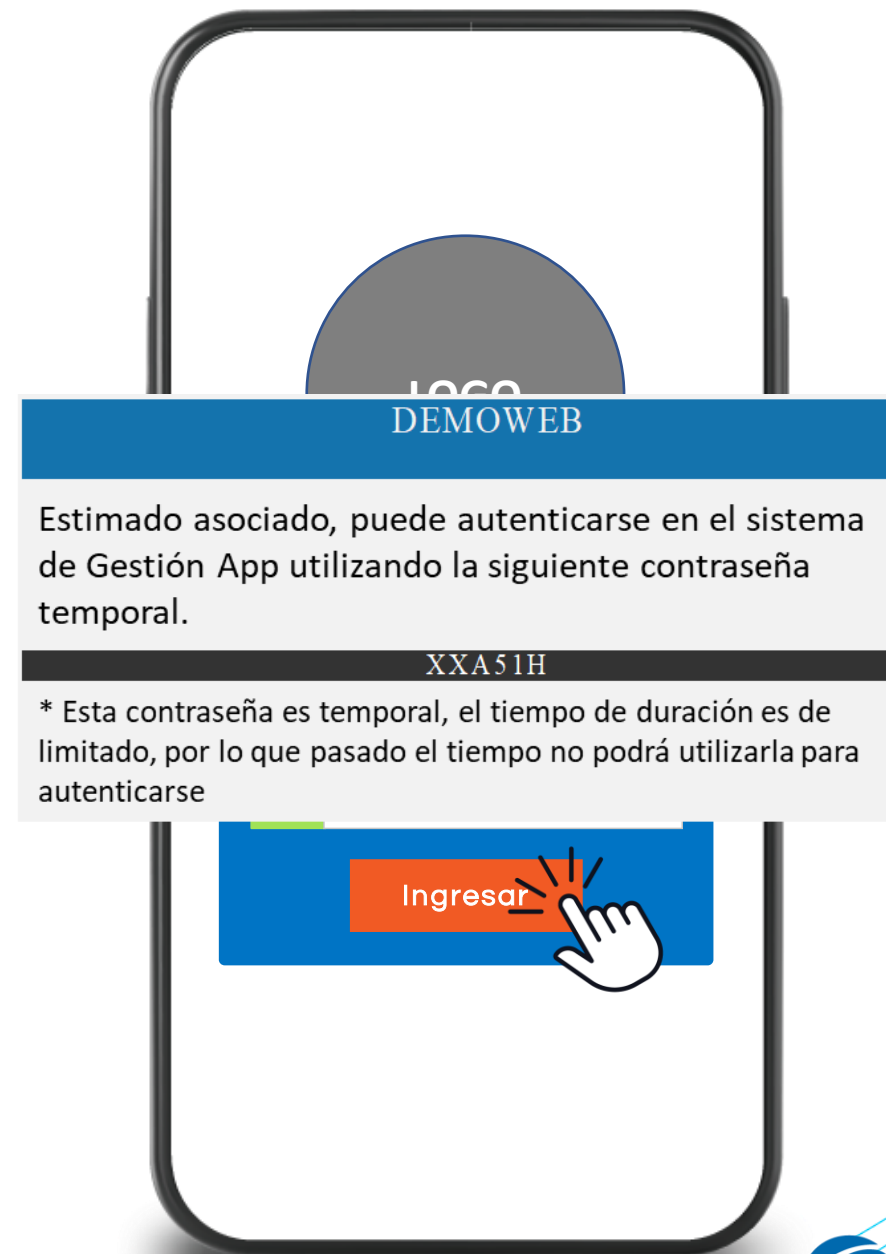 LOGO
DEMOWEB
Estimado asociado, puede autenticarse en el sistema
de Gestión App utilizando la siguiente contraseña
temporal.
XXA51H
* Esta contraseña es temporal, el tiempo de duración es de
limitado, por lo que pasado el tiempo no podrá utilizarla para
autenticarse
Ingresar